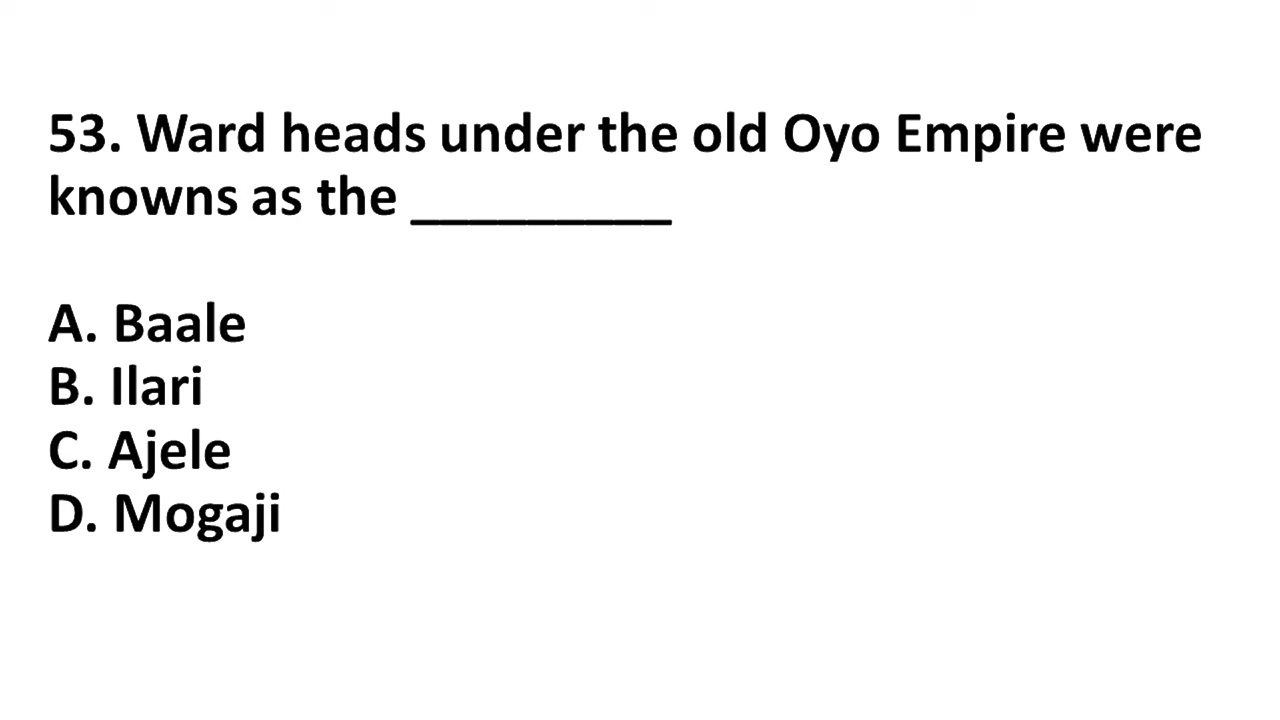 53. Ward heads under the old Oyo Empire were
knowns as the _________
A. Baale
B. Ilari
C. Ajele
D. Mogaji